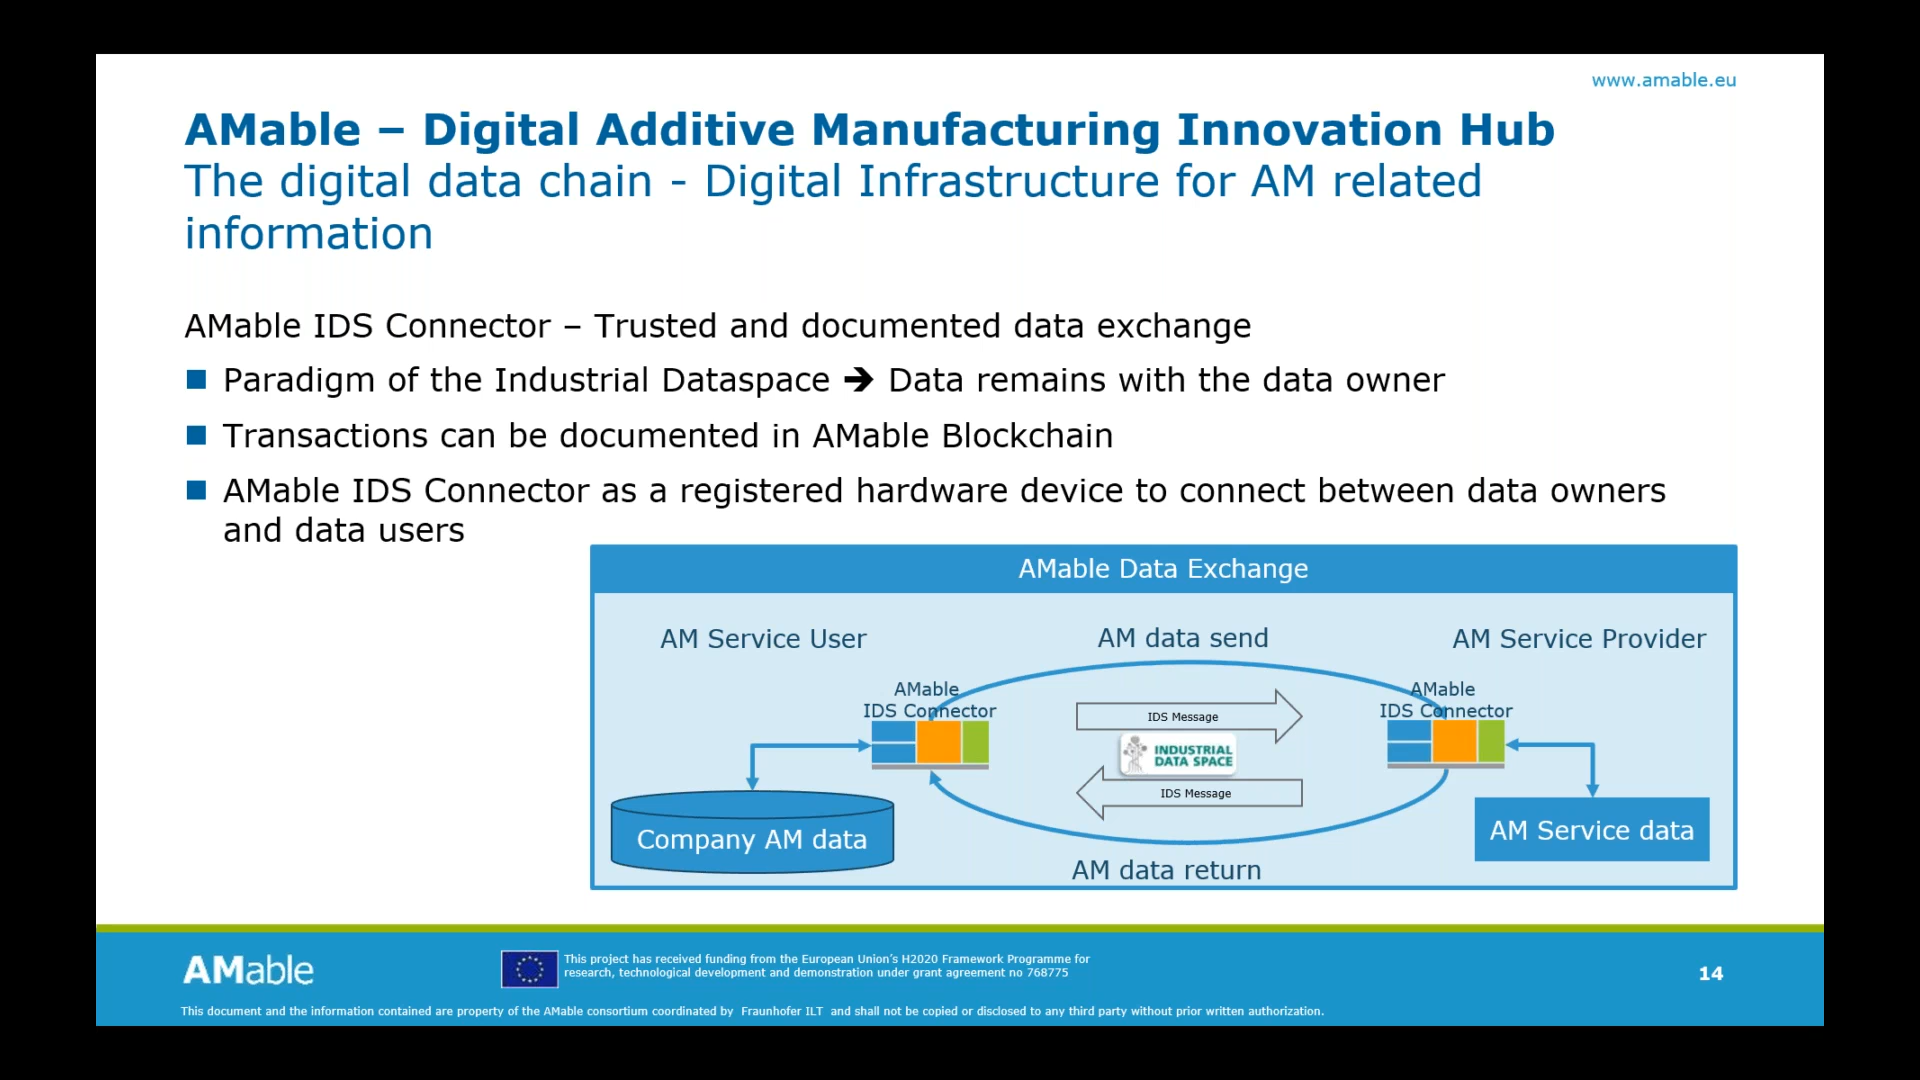 www.amable.eu
AMable – Digital Additive Manufacturing Innovation Hub
The digital data chain - Digital Infrastructure for AM related
information
AMable IDS Connector – Trusted and documented data exchange
Paradigm of the Industrial Dataspace ➔ Data remains with the data owner
Transactions can be documented in AMable Blockchain
AMable IDS Connector as a registered hardware device to connect between data owners
and data users
AMable Data Exchange
AM Service User
AM data send
AM Service Provider
AMable
IDS Connector
AMable
IDS Connector
IDS Message
INDUSTRIAL
DATA SPACE
IDS Message
Company AM data
AM Service data
AM data return
AMable
This project has received funding from the European Union's H2020 Framework Programme for
research, technological development and demonstration under grant agreement no 768775
14
This document and the information contained are property of the AMable consortium coordinated by Fraunhofer ILT and shall not be copied or disclosed to any third party without prior written authorization.